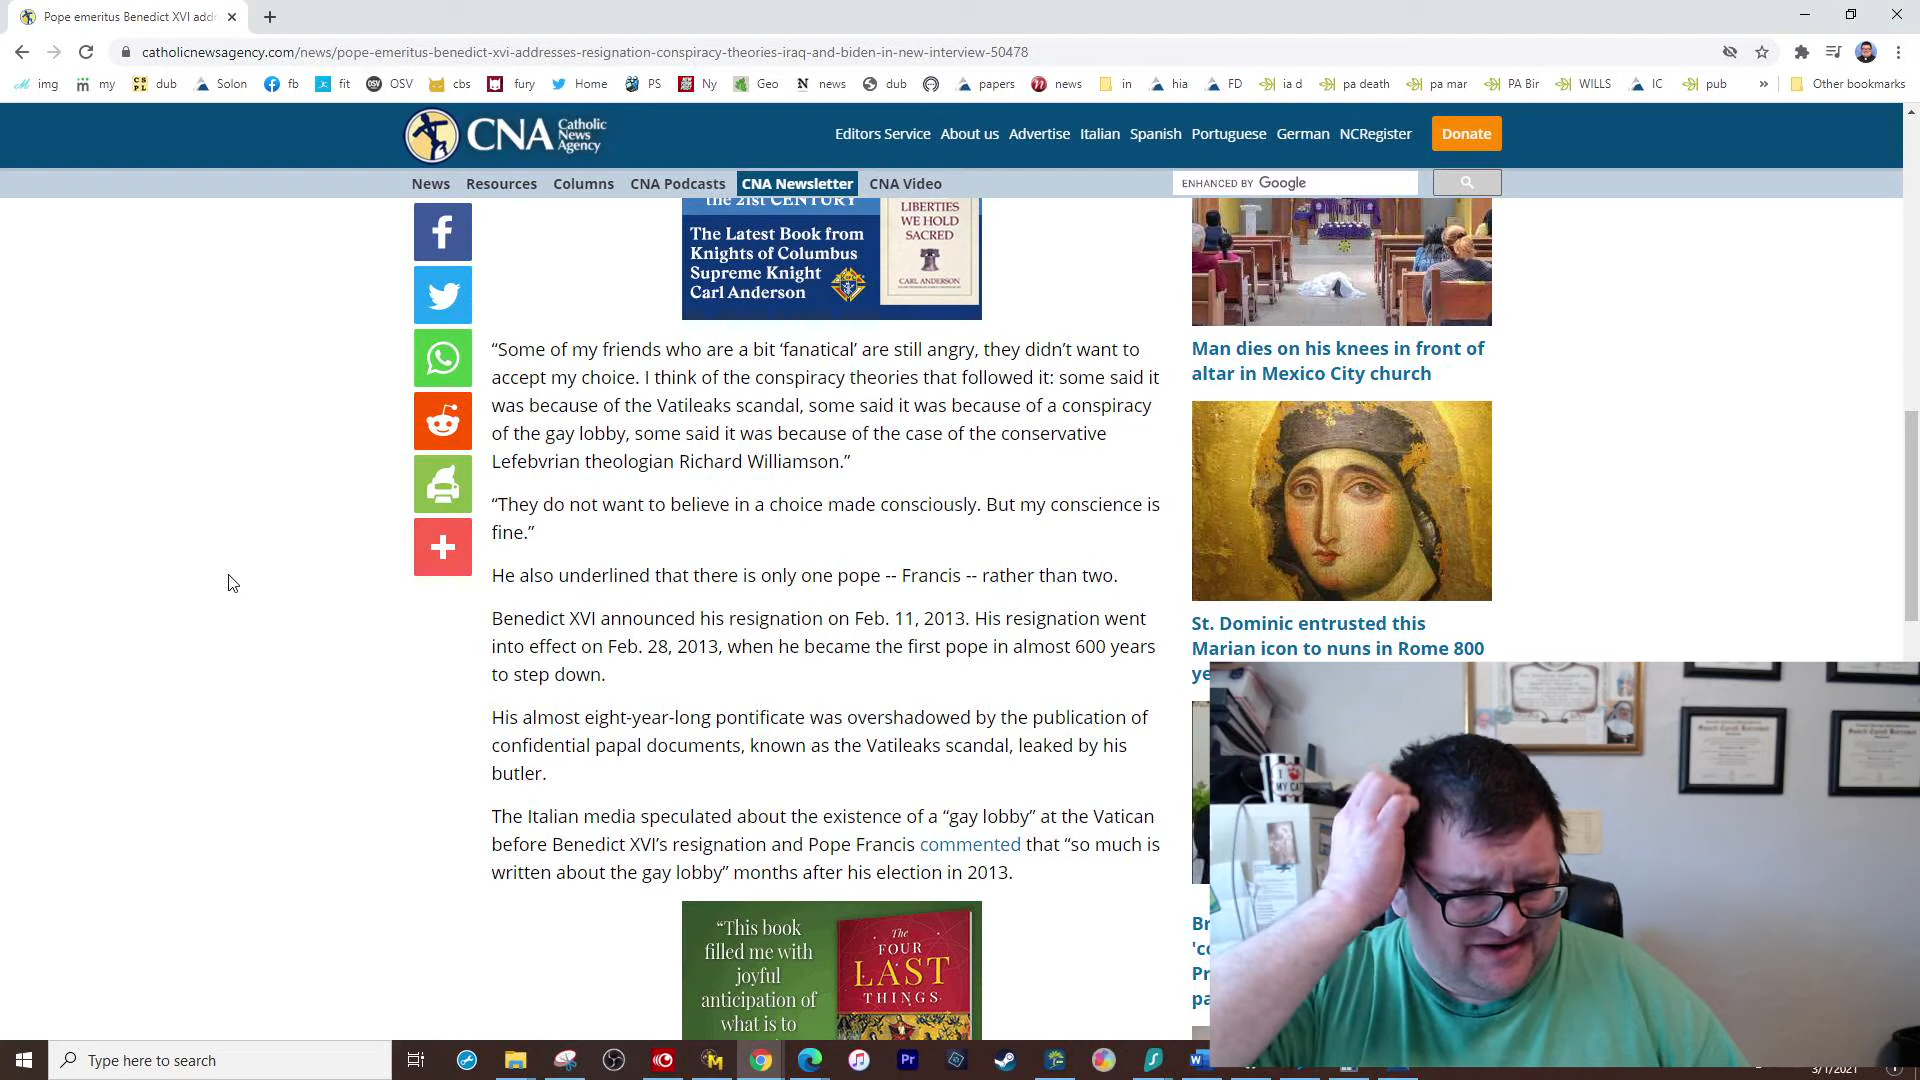 Pope emeritus Benedict XVI addr
catholicnewsagency.com/news/pope-emeritus-benedict-xvi-addresses-resignation-conspiracy-theories-iraq-and-biden-in-new-interview-50478
img my dub Solon fb fit OSV cbs fury Home PS Ny Geo news dub papers news in hia FD ia d pa death pa mar PA Bir WILLS IC pub » Other bookmarks
CNA Catholic
News
Agency
Editors Service About us Advertise Italian Spanish Portuguese German NCRegister Donate
News Resources Columns CNA Podcasts CNA Newsletter CNA Video ENHANCED BY Google
the 21st CENTURY
The Latest Book from
Knights of Columbus
Supreme Knight
Carl Anderson
LIBERTIES
WE HOLD
SACRED
CARL ANDERSON
“Some of my friends who are a bit ‘fanatical’ are still angry, they didn’t want to
accept my choice. I think of the conspiracy theories that followed it: some said it
was because of the Vatileaks scandal, some said it was because of a conspiracy
of the gay lobby, some said it was because of the case of the conservative
Lefebvrian theologian Richard Williamson.”
“They do not want to believe in a choice made consciously. But my conscience is
fine.”
He also underlined that there is only one pope -- Francis -- rather than two.
Benedict XVI announced his resignation on Feb. 11, 2013. His resignation went
into effect on Feb. 28, 2013, when he became the first pope in almost 600 years
to step down.
His almost eight-year-long pontificate was overshadowed by the publication of
confidential papal documents, known as the Vatileaks scandal, leaked by his
butler.
The Italian media speculated about the existence of a “gay lobby” at the Vatican
before Benedict XVI’s resignation and Pope Francis commented that “so much is
written about the gay lobby” months after his election in 2013.
“This book
filled me with
joyful
anticipation of
what is to
The
FOUR
LAST
THINGS
Man dies on his knees in front of
altar in Mexico City church
St. Dominic entrusted this
Marian icon to nuns in Rome 800
ye
Br
'co
Pr
pa
I
MY CAT
Type here to search
3/1/2021